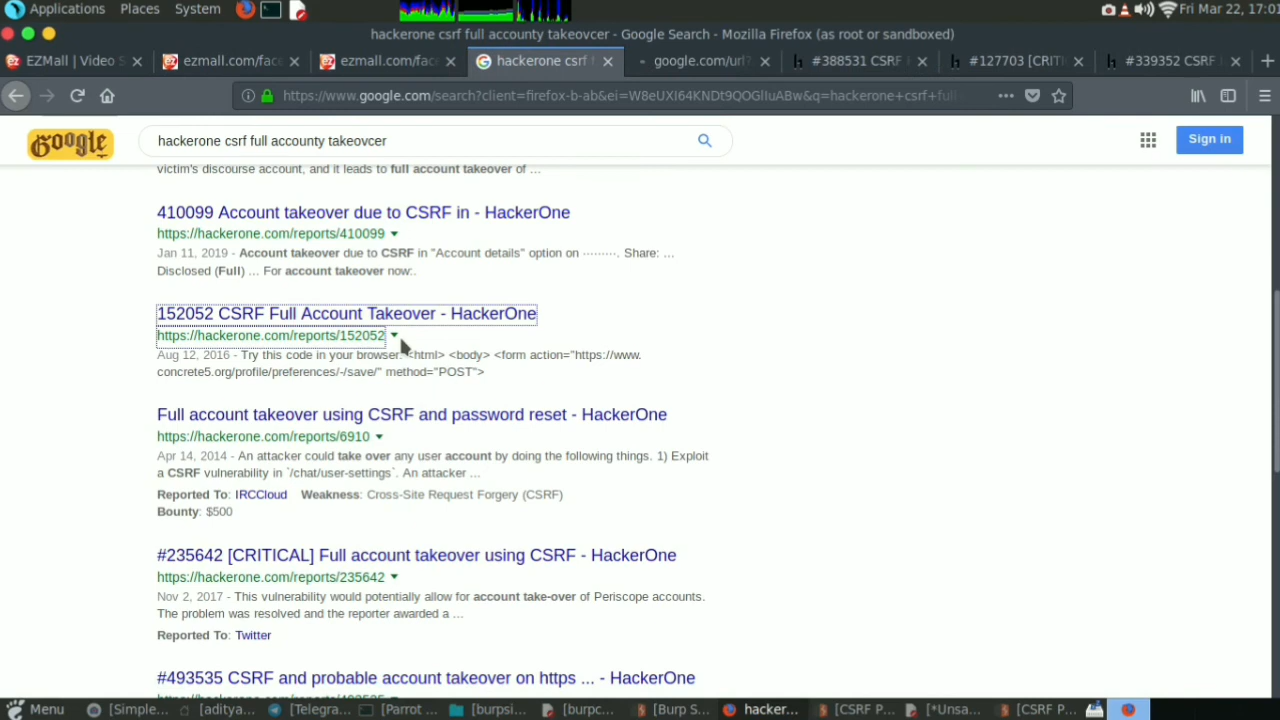 Applications Places System Fri Mar 22, 17:01
hackerone csrf full accounty takeovcer - Google Search - Mozilla Firefox (as root or sandboxed)
EZMall | Video S ezmall.com/face ezmall.com/face hackerone csrf f google.com/url? #388531 CSRF #127703 [CRITI #339352 CSRF
https://www.google.com/search?client=firefox-b-ab&ei=W8eUXI64KNDt9QOGlIuABw&q=hackerone+csrf+full
Google hackerone csrf full accounty takeovcer Sign in
victim's discourse account, and it leads to full account takeover of ...
410099 Account takeover due to CSRF in - HackerOne
https://hackerone.com/reports/410099
Jan 11, 2019 - Account takeover due to CSRF in "Account details" option on ········. Share: ...
Disclosed (Full) ... For account takeover now:.
152052 CSRF Full Account Takeover - HackerOne
https://hackerone.com/reports/152052
Aug 12, 2016 - Try this code in your browser: <html> <body> <form action="https://www.
concrete5.org/profile/preferences/-/save/" method="POST">
Full account takeover using CSRF and password reset - HackerOne
https://hackerone.com/reports/6910
Apr 14, 2014 - An attacker could take over any user account by doing the following things. 1) Exploit
a CSRF vulnerability in `/chat/user-settings`. An attacker ...
Reported To: IRCCloud Weakness: Cross-Site Request Forgery (CSRF)
Bounty: $500
#235642 [CRITICAL] Full account takeover using CSRF - HackerOne
https://hackerone.com/reports/235642
Nov 2, 2017 - This vulnerability would potentially allow for account take-over of Periscope accounts.
The problem was resolved and the reporter awarded a ...
Reported To: Twitter
#493535 CSRF and probable account takeover on https ... - HackerOne
Menu [Simple... [aditya... [Telegra... [Parrot ... [burpsi... [burpc... [Burp S... hacker... [CSRF P... [*Unsa... [CSRF P...